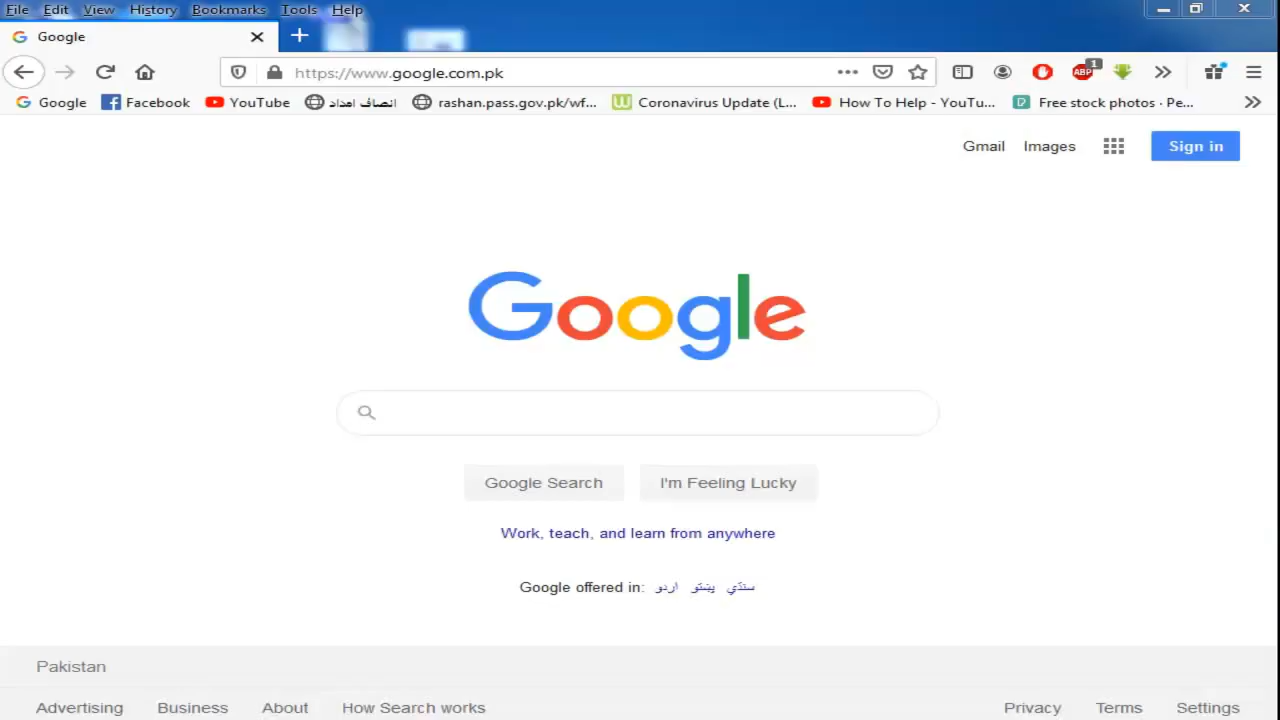 File Edit View History Bookmarks Tools Help
Google
https://www.google.com.pk
ABP 1
Google Facebook YouTube انصاف امداد rashan.pass.gov.pk/wf... Coronavirus Update (L... How To Help - YouTu... Free stock photos · Pe...
Gmail Images Sign in
Google
Google Search I'm Feeling Lucky
Work, teach, and learn from anywhere
Google offered in: اردو پښتو سنڌي
Pakistan
Advertising Business About How Search works Privacy Terms Settings